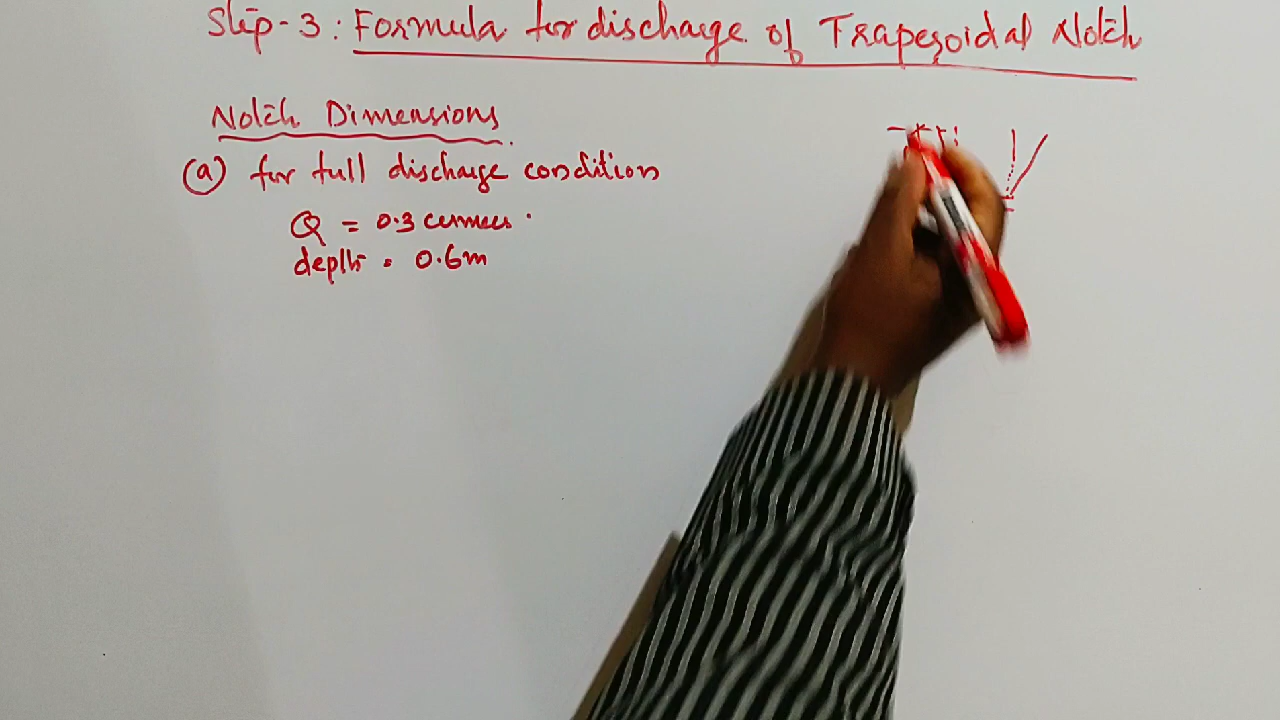 Step-3: Formula for discharge of Trapezoidal Notch
Notch Dimensions.
(a) for full discharge condition
Q = 0.3 cumecs.
depth = 0.6m